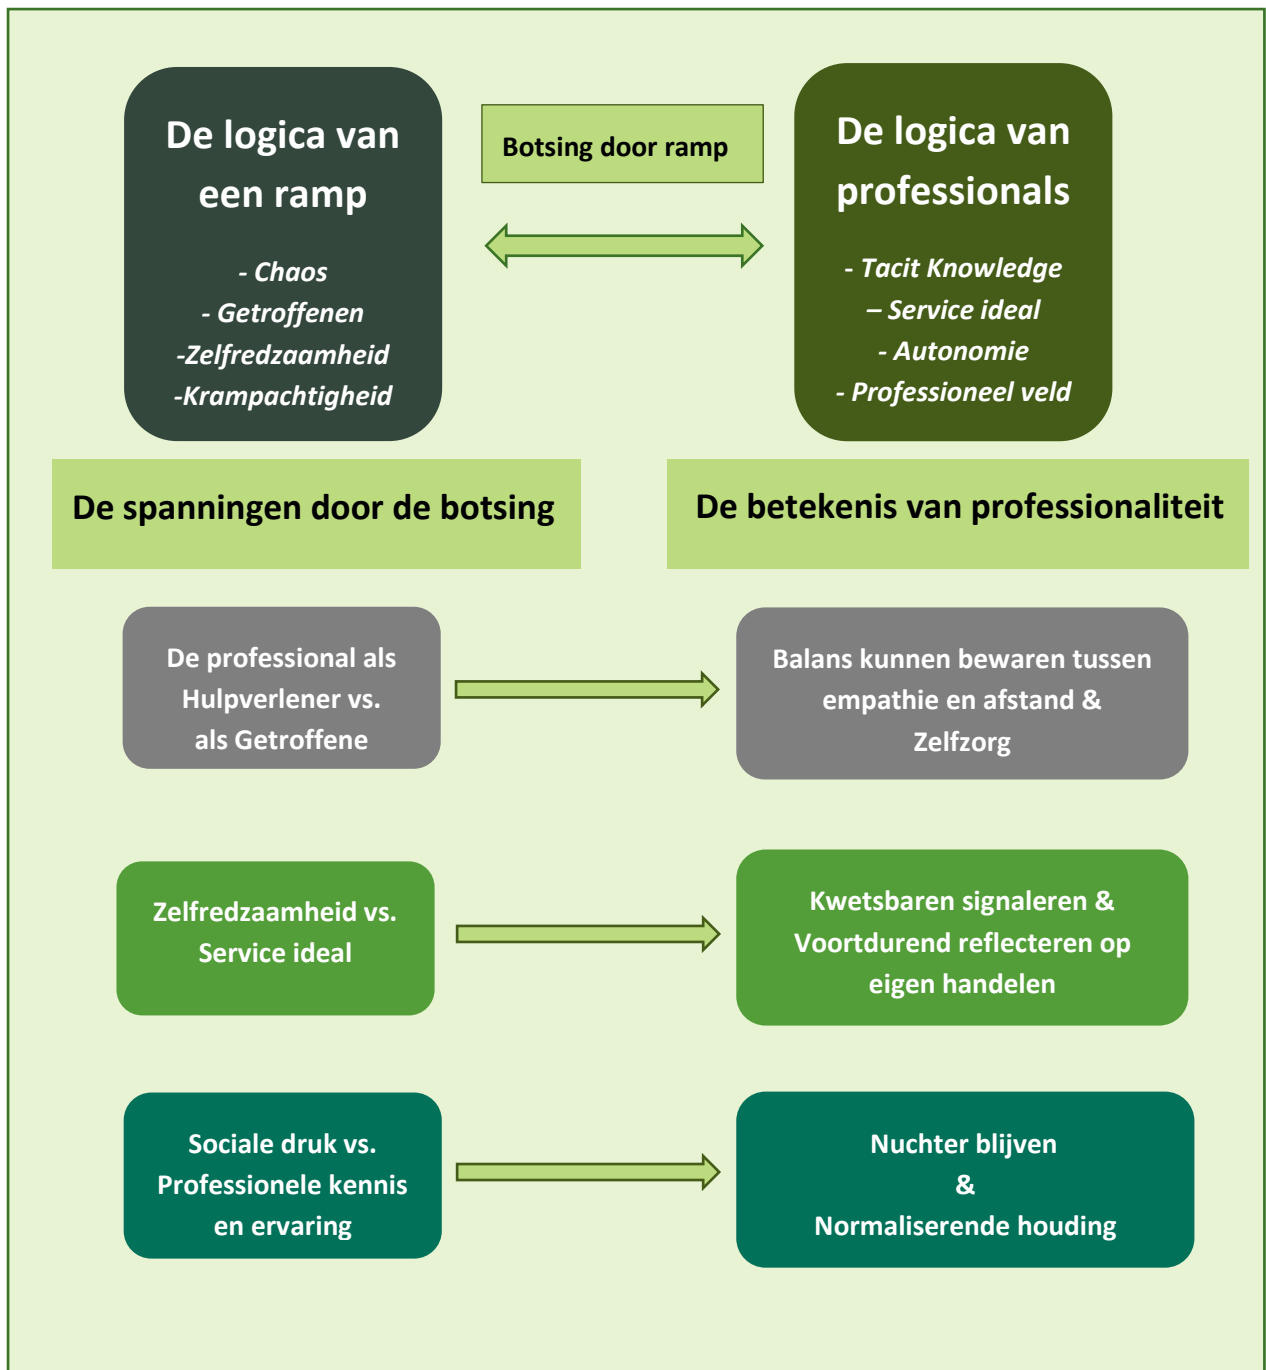 De logica van
een ramp
- Chaos
- Getroffenen
-Zelfredzaamheid
-Krampachtigheid
Botsing door ramp
De logica van
professionals
- Tacit Knowledge
– Service ideal
- Autonomie
- Professioneel veld
De spanningen door de botsing
De betekenis van professionaliteit
De professional als
Hulpverlener vs.
als Getroffene
Balans kunnen bewaren tussen
empathie en afstand &
Zelfzorg
Zelfredzaamheid vs.
Service ideal
Kwetsbaren signaleren &
Voortdurend reflecteren op
eigen handelen
Sociale druk vs.
Professionele kennis
en ervaring
Nuchter blijven
&
Normaliserende houding